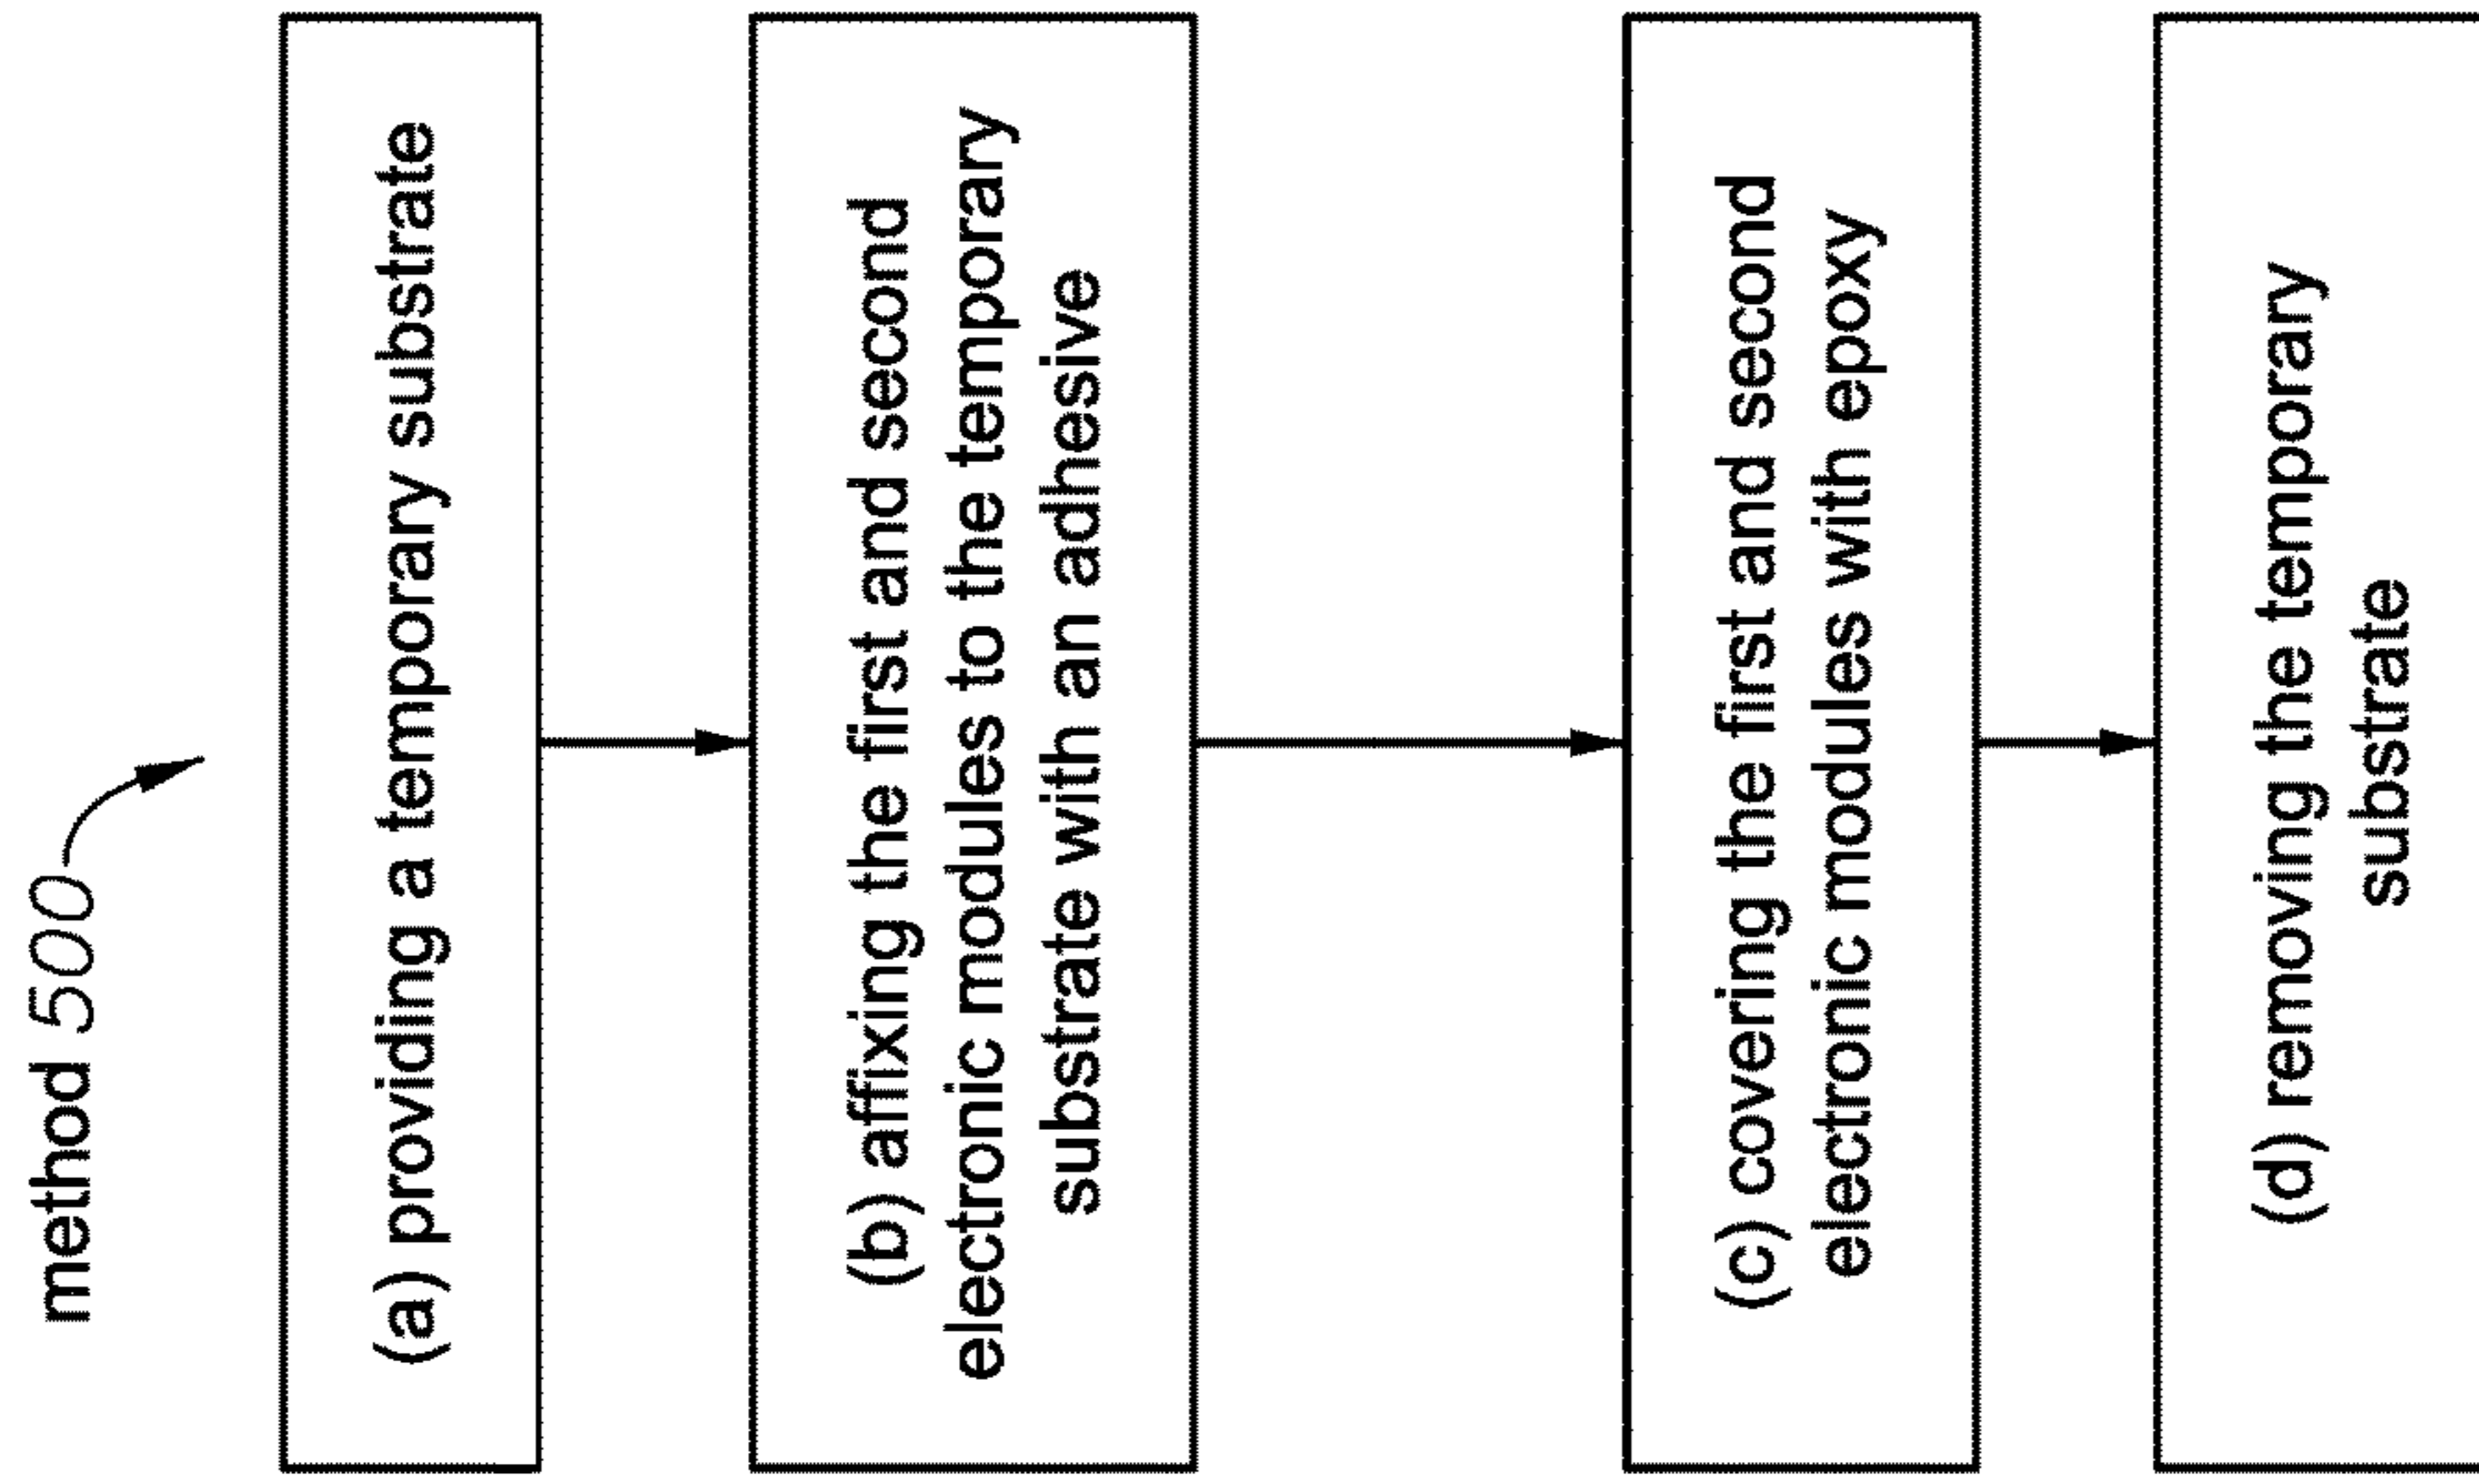 method 500
(a) providing a temporary substrate
(b) affixing the first and second
electronic modules to the temporary
substrate with an adhesive
(c) covering the first and second
electronic modules with epoxy
(d) removing the temporary
substrate